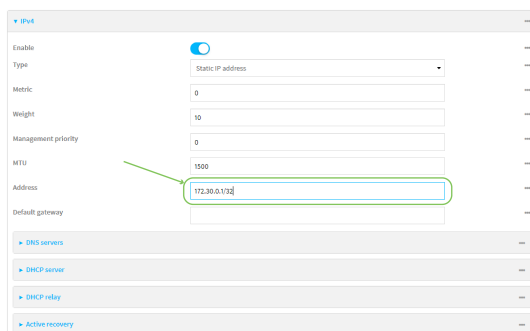 ▾ IPv4
Enable
Type Static IP address
Metric 0
Weight 10
Management priority 0
MTU 1500
Address 172.30.0.1/32
Default gateway
▸ DNS servers
▸ DHCP server
▸ DHCP relay
▸ Active recovery